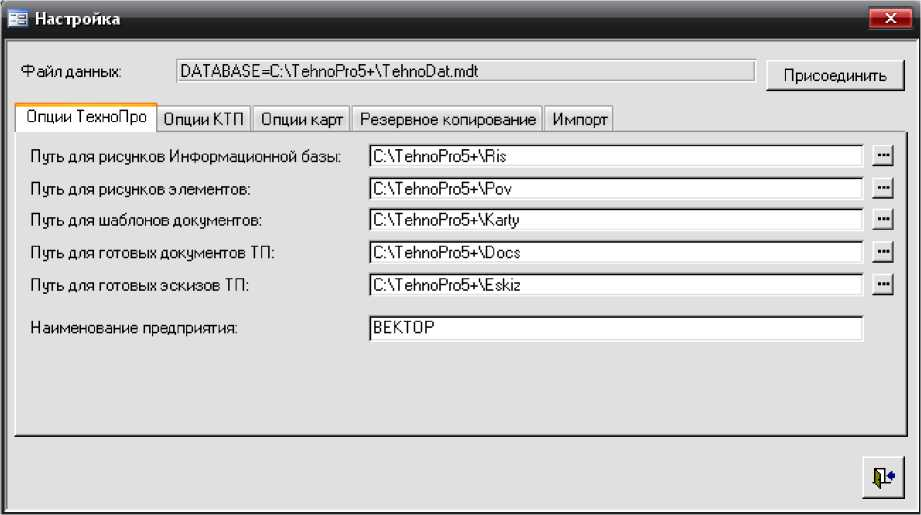 Настройка
Файл данных: DATABASE=C:\TehnoPro5+\TehnoDat.mdt Присоединить
Опции ТехноПро Опции КТП Опции карт Резервное копирование Импорт
Путь для рисунков Информационной базы: C:\TehnoPro5+\Ris ...
Путь для рисунков элементов: C:\TehnoPro5+\Pov ...
Путь для шаблонов документов: C:\TehnoPro5+\Karty ...
Путь для готовых документов ТП: C:\TehnoPro5+\Docs ...
Путь для готовых эскизов ТП: C:\TehnoPro5+\Eskiz ...
Наименование предприятия: ВЕКТОР